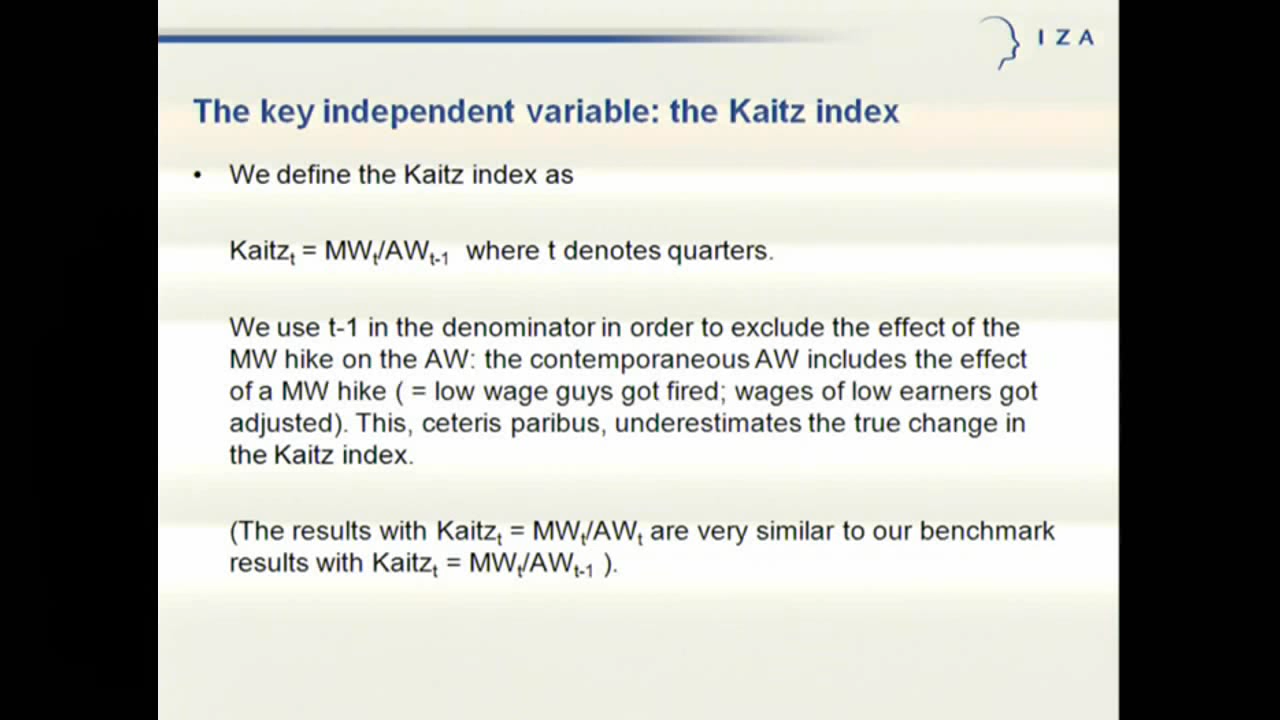 I Z A
The key independent variable: the Kaitz index
• We define the Kaitz index as
Kaitzₜ = MWₜ/AWₜ₋₁ where t denotes quarters.
We use t-1 in the denominator in order to exclude the effect of the
MW hike on the AW: the contemporaneous AW includes the effect
of a MW hike ( = low wage guys got fired; wages of low earners got
adjusted). This, ceteris paribus, underestimates the true change in
the Kaitz index.
(The results with Kaitzₜ = MWₜ/AWₜ are very similar to our benchmark
results with Kaitzₜ = MWₜ/AWₜ₋₁ ).